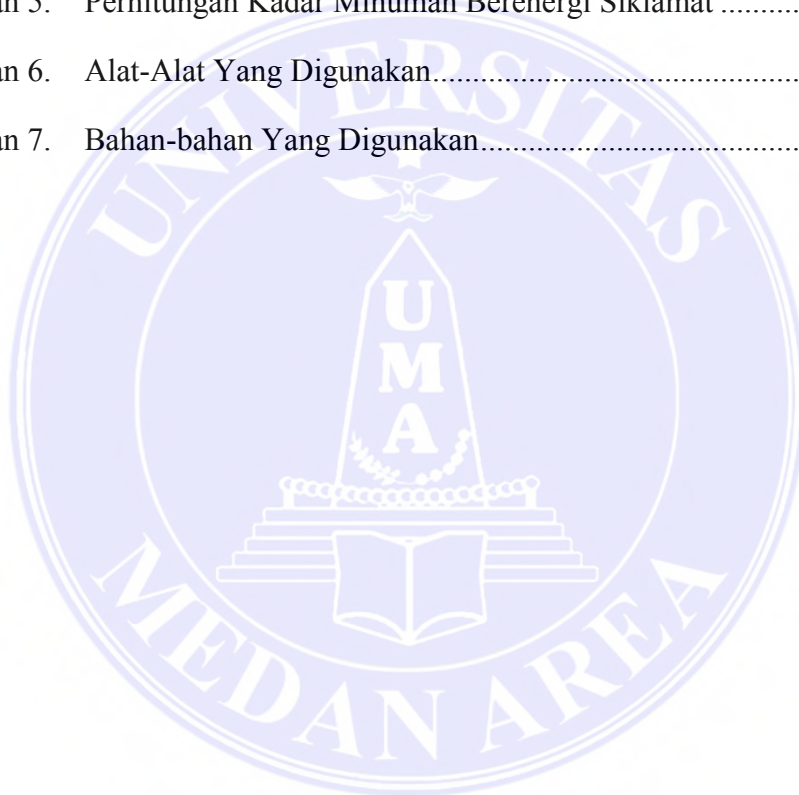 an 5. Perhitungan Kadar Minuman Berenergi Siklamat ..........
an 6. Alat-Alat Yang Digunakan..................................................
an 7. Bahan-bahan Yang Digunakan...........................................
UNIVERSITAS
UMA
MEDAN AREA